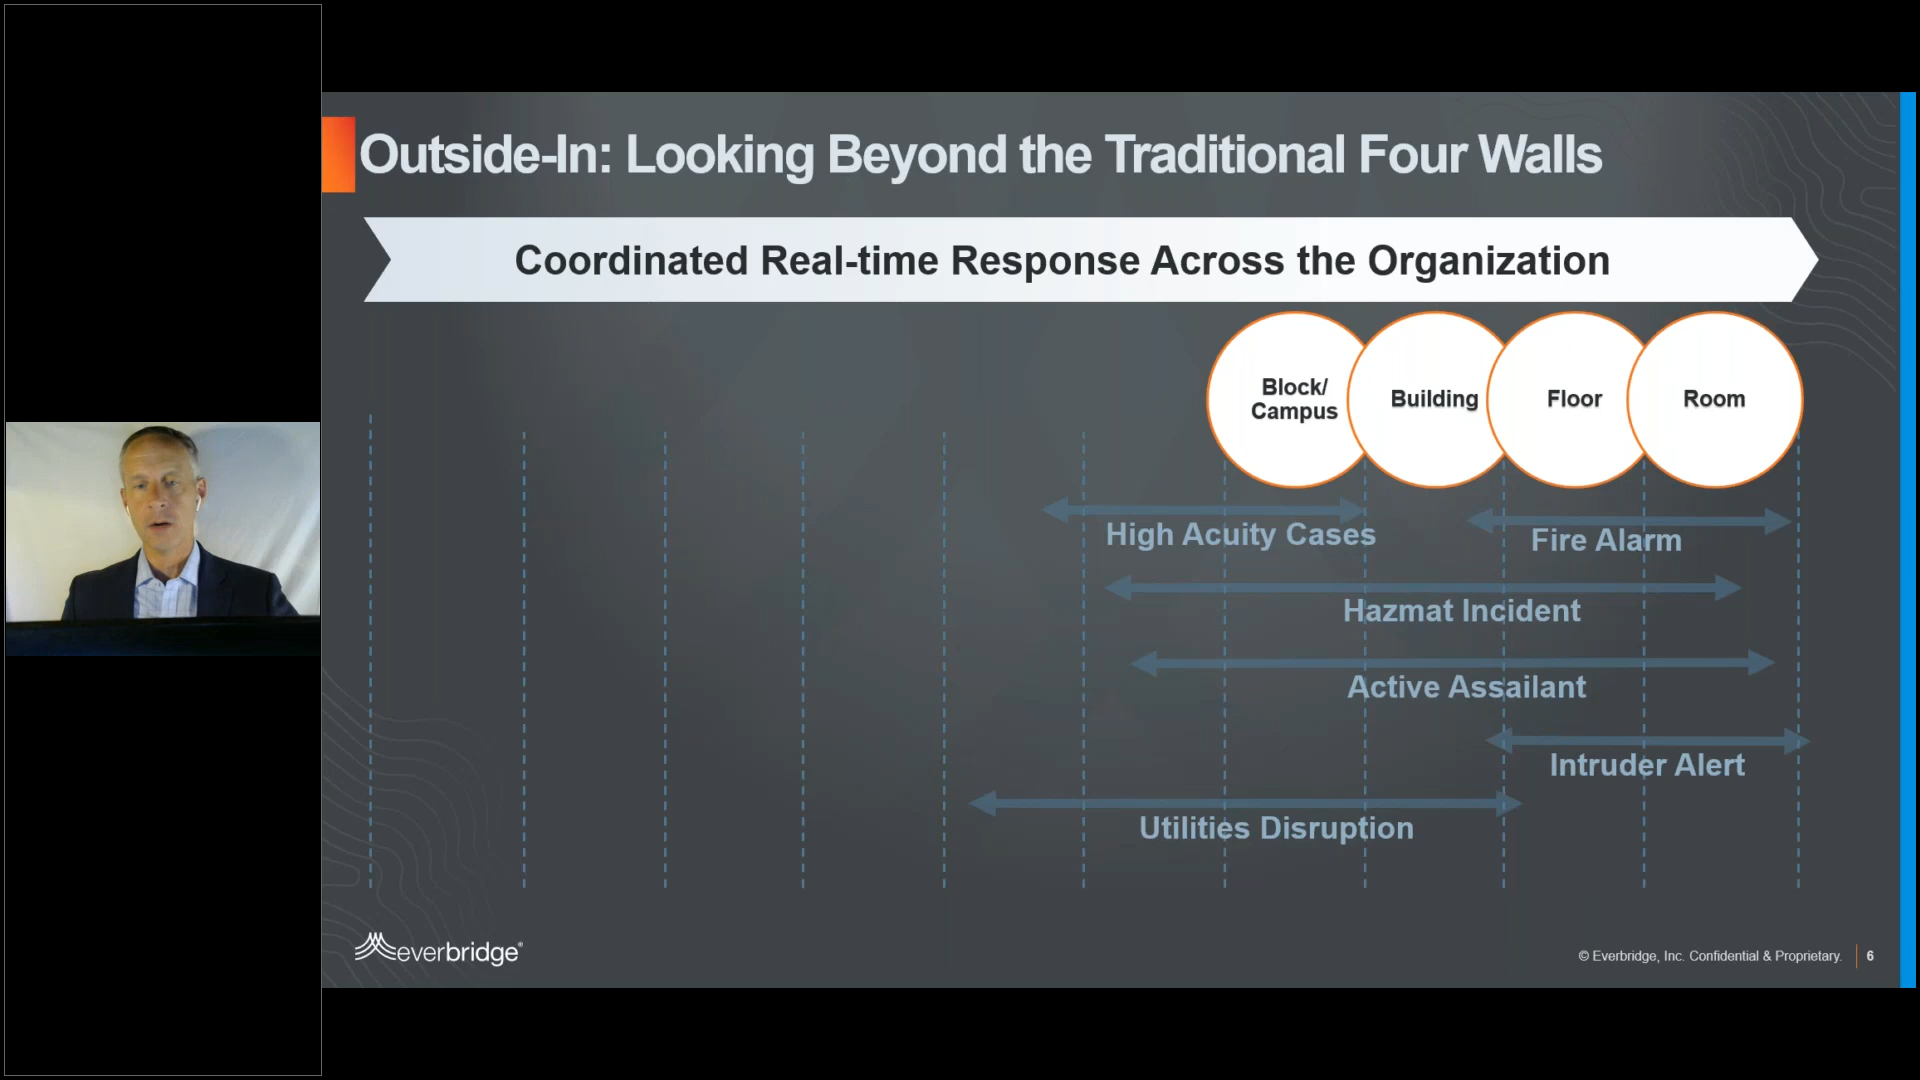 Outside-In: Looking Beyond the Traditional Four Walls
Coordinated Real-time Response Across the Organization
Block/
Campus
Building
Floor
Room
High Acuity Cases
Fire Alarm
Hazmat Incident
Active Assailant
Intruder Alert
Utilities Disruption
everbridge®
© Everbridge, Inc. Confidential & Proprietary.
6